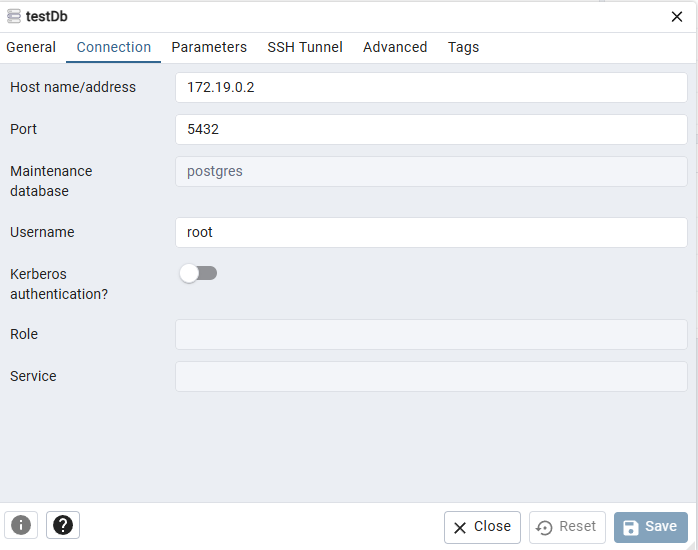 testDb
General Connection Parameters SSH Tunnel Advanced Tags
Host name/address 172.19.0.2
Port 5432
Maintenance postgres
database
Username root
Kerberos
authentication?
Role
Service
Close Reset Save